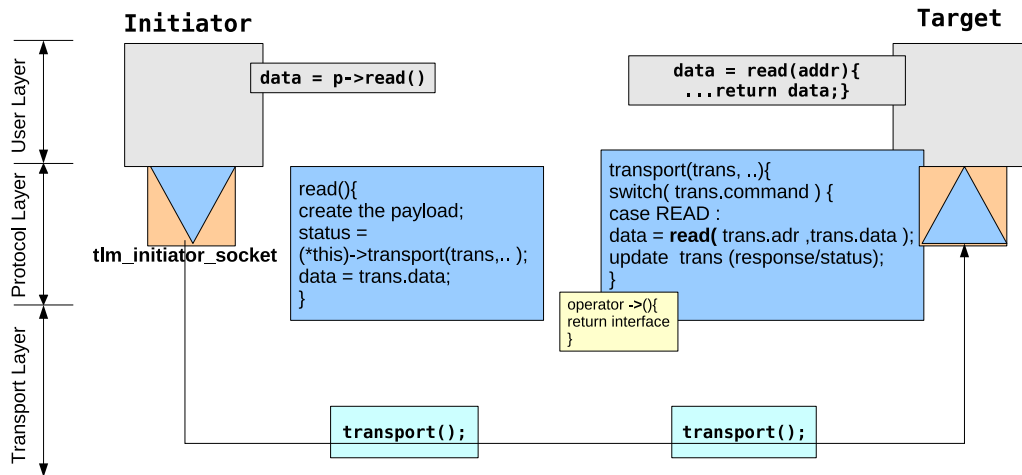 Initiator
Target
User Layer
data = p->read()
data = read(addr){
...return data;}
Protocol Layer
tlm_initiator_socket
read(){
create the payload;
status =
(*this)->transport(trans,.. );
data = trans.data;
}
transport(trans, ..){
switch( trans.command ) {
case READ :
data = read( trans.adr ,trans.data );
update  trans (response/status);
}
operator ->(){
return interface
}
Transport Layer
transport();
transport();